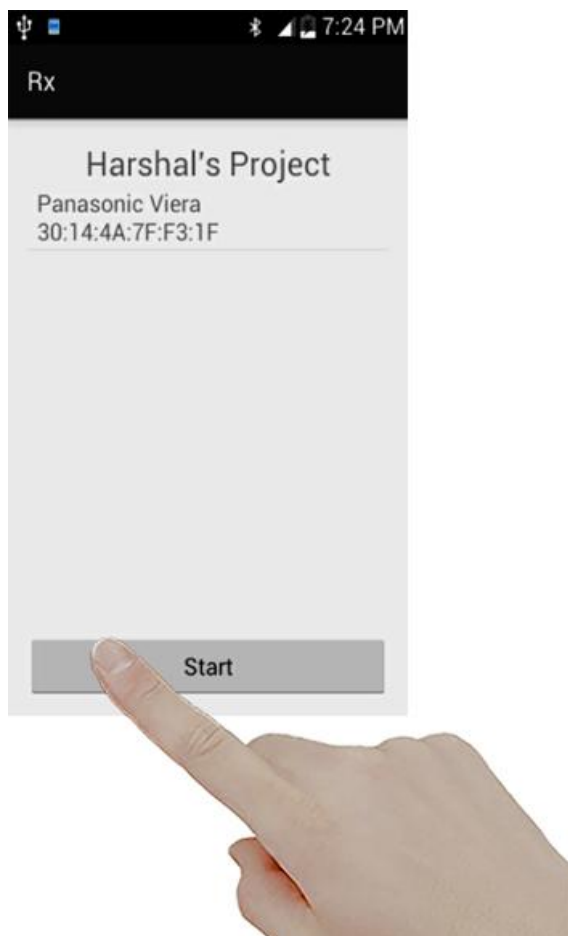 7:24 PM
Rx
Harshal's Project
Panasonic Viera
30:14:4A:7F:F3:1F
Start